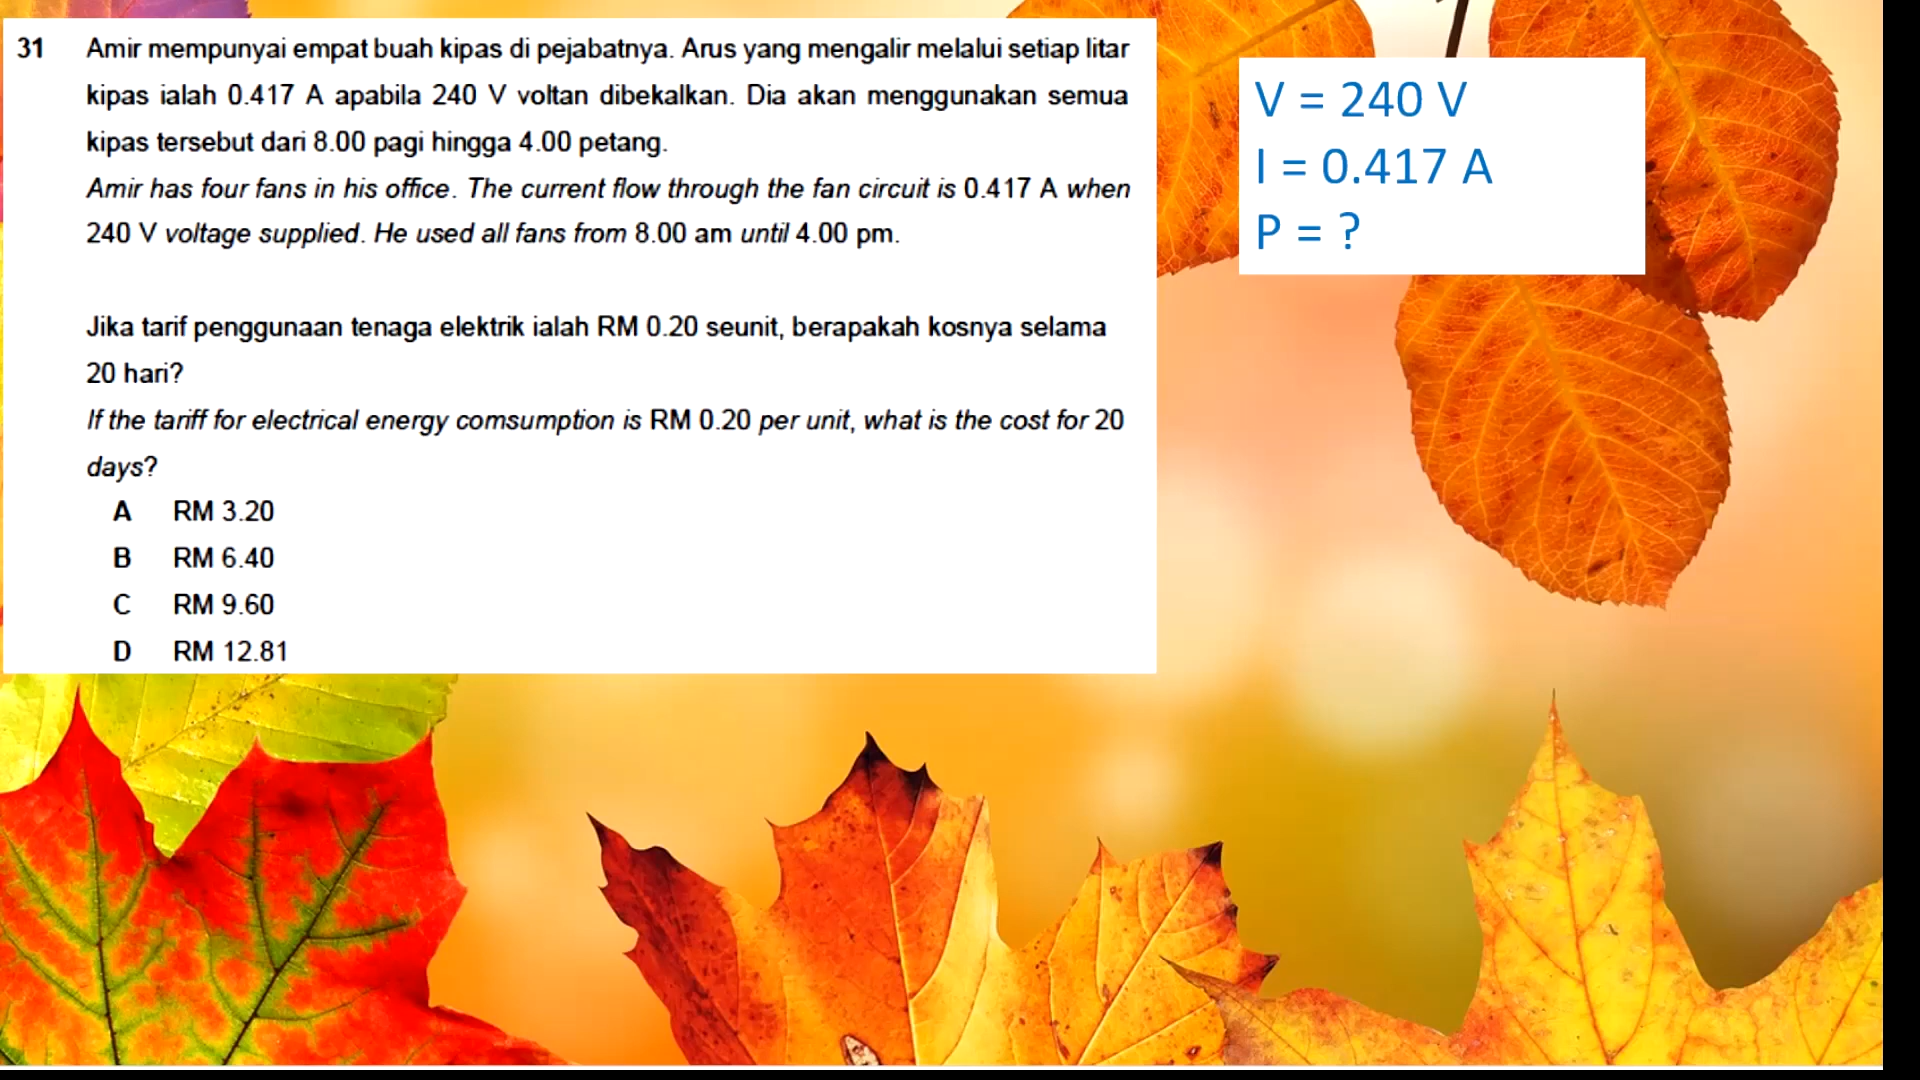 31 Amir mempunyai empat buah kipas di pejabatnya. Arus yang mengalir melalui setiap litar
kipas ialah 0.417 A apabila 240 V voltan dibekalkan. Dia akan menggunakan semua
kipas tersebut dari 8.00 pagi hingga 4.00 petang.
Amir has four fans in his office. The current flow through the fan circuit is 0.417 A when
240 V voltage supplied. He used all fans from 8.00 am until 4.00 pm.
Jika tarif penggunaan tenaga elektrik ialah RM 0.20 seunit, berapakah kosnya selama
20 hari?
If the tariff for electrical energy comsumption is RM 0.20 per unit, what is the cost for 20
days?
A RM 3.20
B RM 6.40
C RM 9.60
D RM 12.81
V = 240 V
I = 0.417 A
P = ?